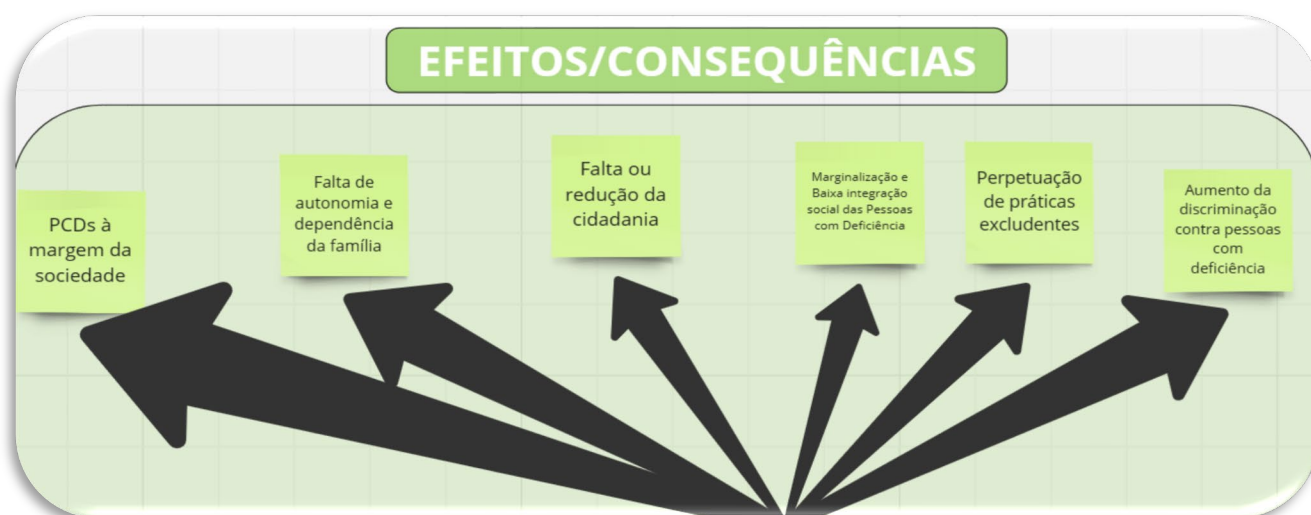 EFEITOS/CONSEQUÊNCIAS
PCDs à
margem da
sociedade
Falta de
autonomia e
dependência
da família
Falta ou
redução da
cidadania
Marginalização e
Baixa integração
social das Pessoas
com Deficiência
Perpetuação
de práticas
excludentes
Aumento da
discriminação
contra pessoas
com
deficiência